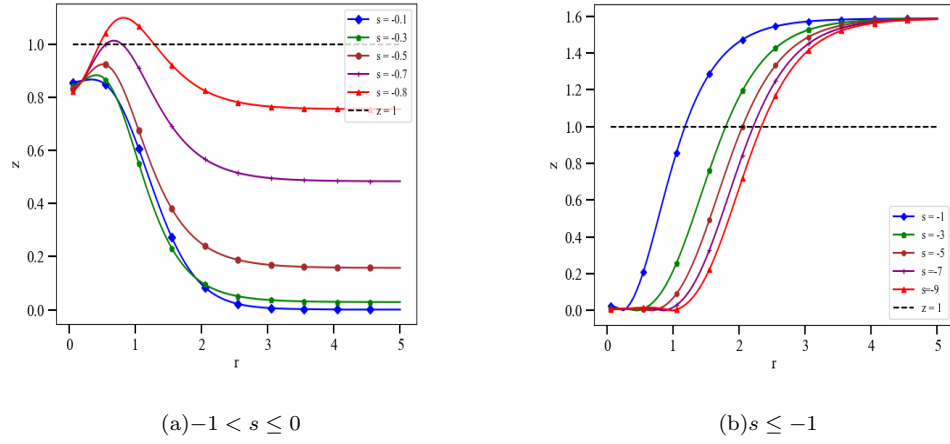 s = -0.1
s = -0.3
s = -0.5
s = -0.7
s = -0.8
z = 1
1.0
0.8
0.6
0.4
0.2
0.0
z
0 1 2 3 4 5
r
(a)−1 < s ≤ 0
1.6
1.4
1.2
1.0
0.8
0.6
0.4
0.2
0.0
z
s = -1
s = -3
s = -5
s =-7
s=-9
z = 1
0 1 2 3 4 5
r
(b)s ≤ −1